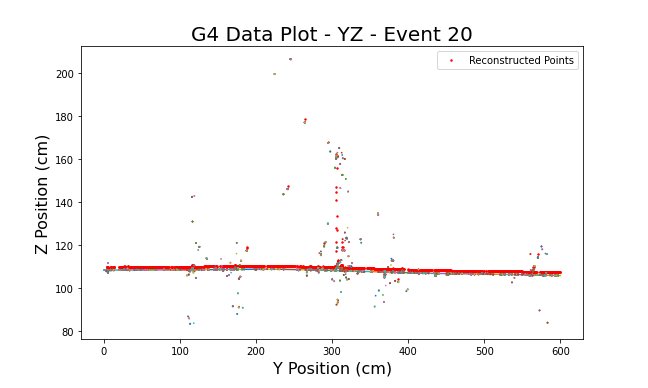 G4 Data Plot - YZ - Event 20
Reconstructed Points
Z Position (cm)
200
180
160
140
120
100
80
0 100 200 300 400 500 600
Y Position (cm)